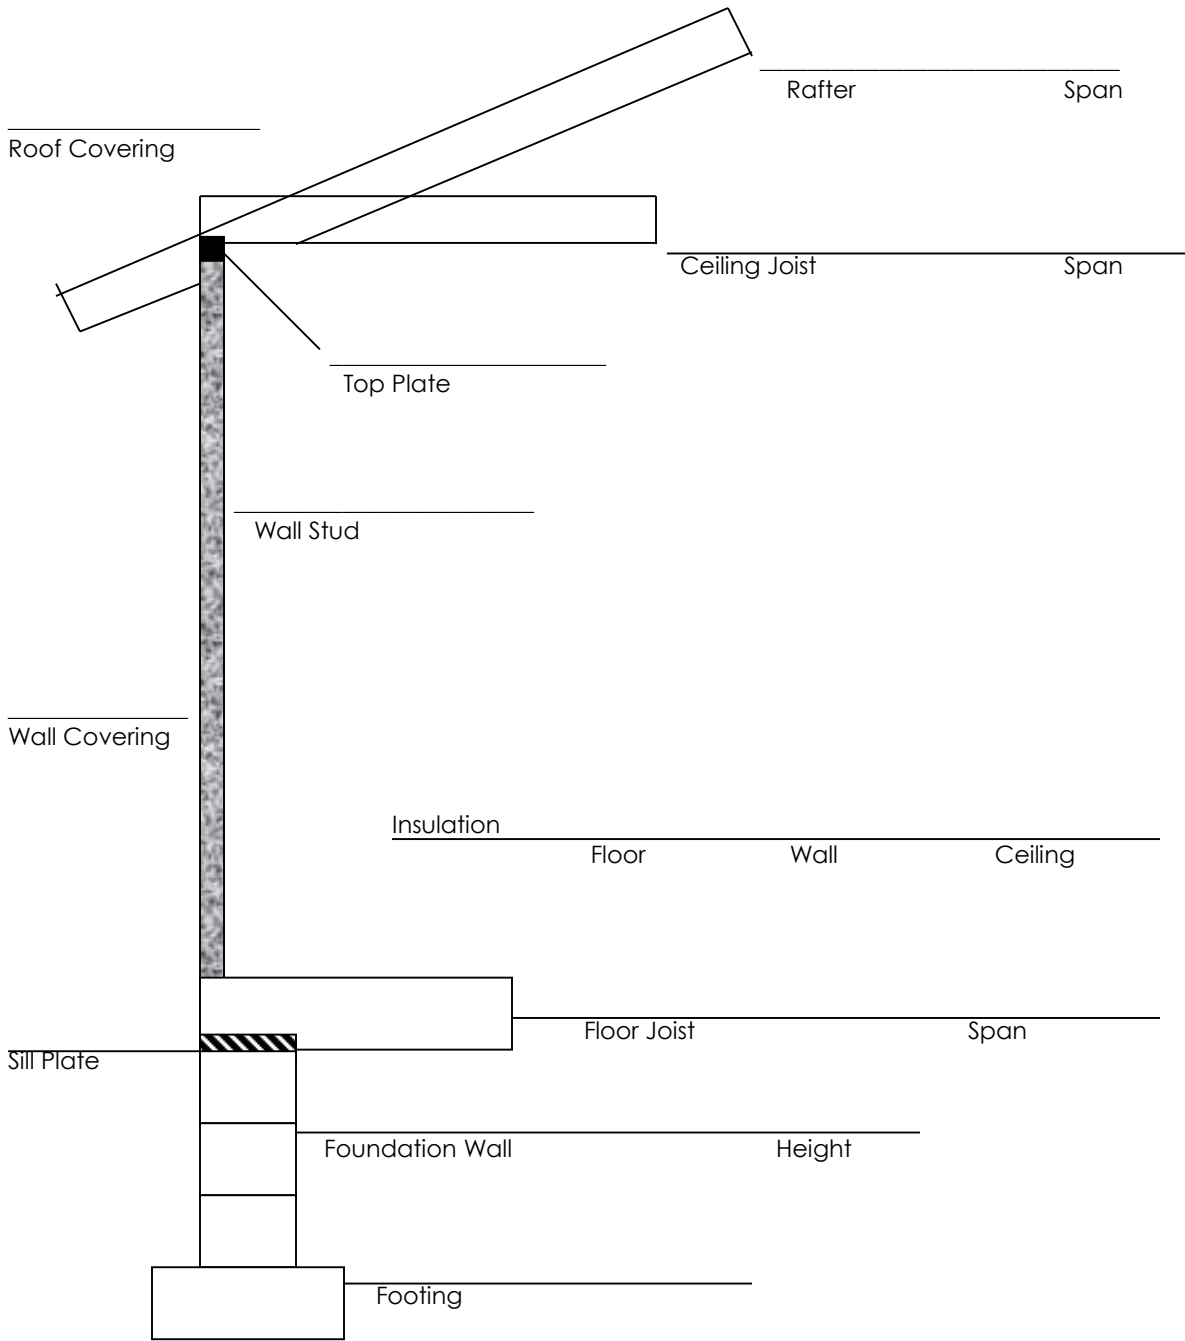 Rafter Span
Roof Covering
Ceiling Joist Span
Top Plate
Wall Stud
Wall Covering
Insulation
Floor Wall Ceiling
Floor Joist Span
Sill Plate
Foundation Wall Height
Footing